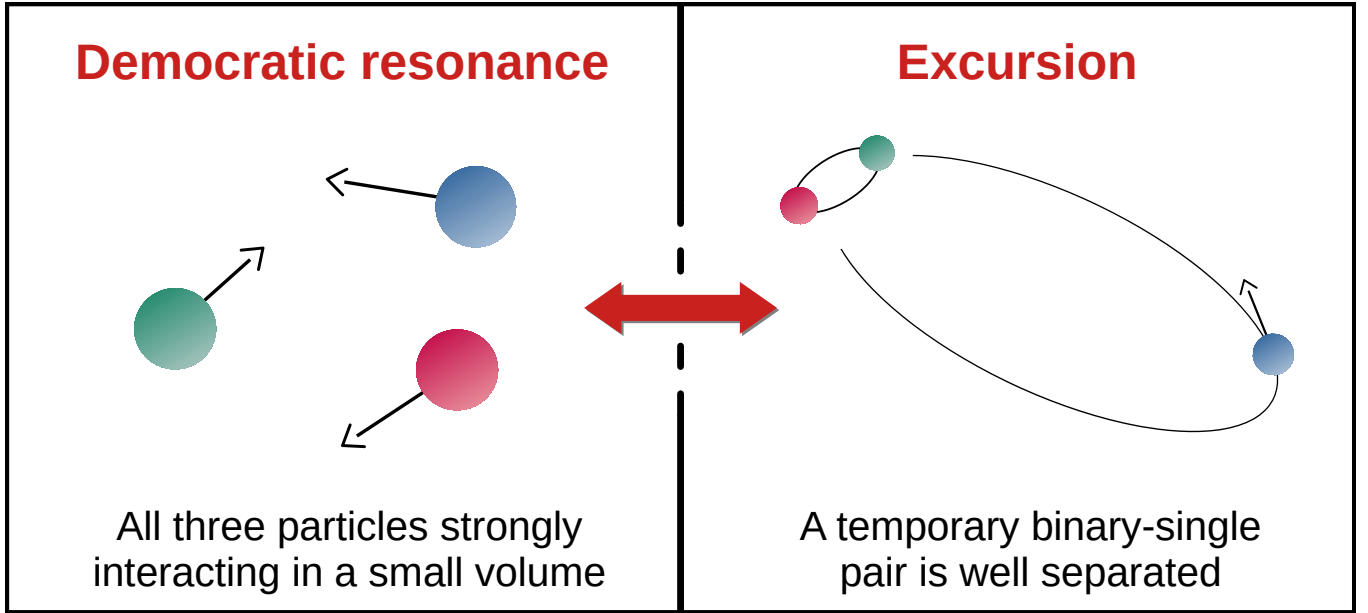 Democratic resonance
All three particles strongly
interacting in a small volume
Excursion
A temporary binary-single
pair is well separated